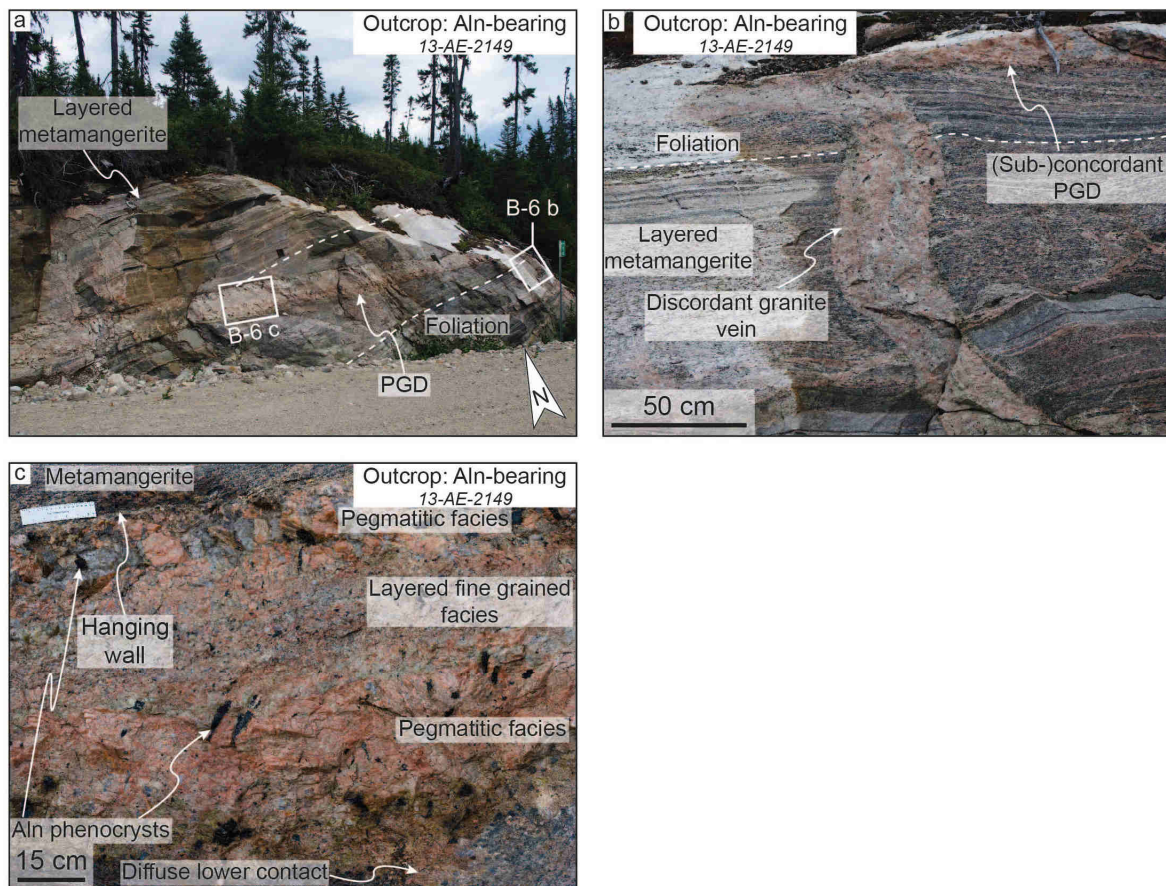 a
Outcrop: Aln-bearing
13-AE-2149
Layered
metamangerite
B-6 b
B-6 c
Foliation
PGD
N
b
Outcrop: Aln-bearing
13-AE-2149
Foliation
(Sub-)concordant
PGD
Layered
metamangerite
Discordant granite
vein
50 cm
c
Metamangerite
Outcrop: Aln-bearing
13-AE-2149
Pegmatitic facies
Layered fine grained
facies
Hanging
wall
Pegmatitic facies
Aln phenocrysts
15 cm
Diffuse lower contact